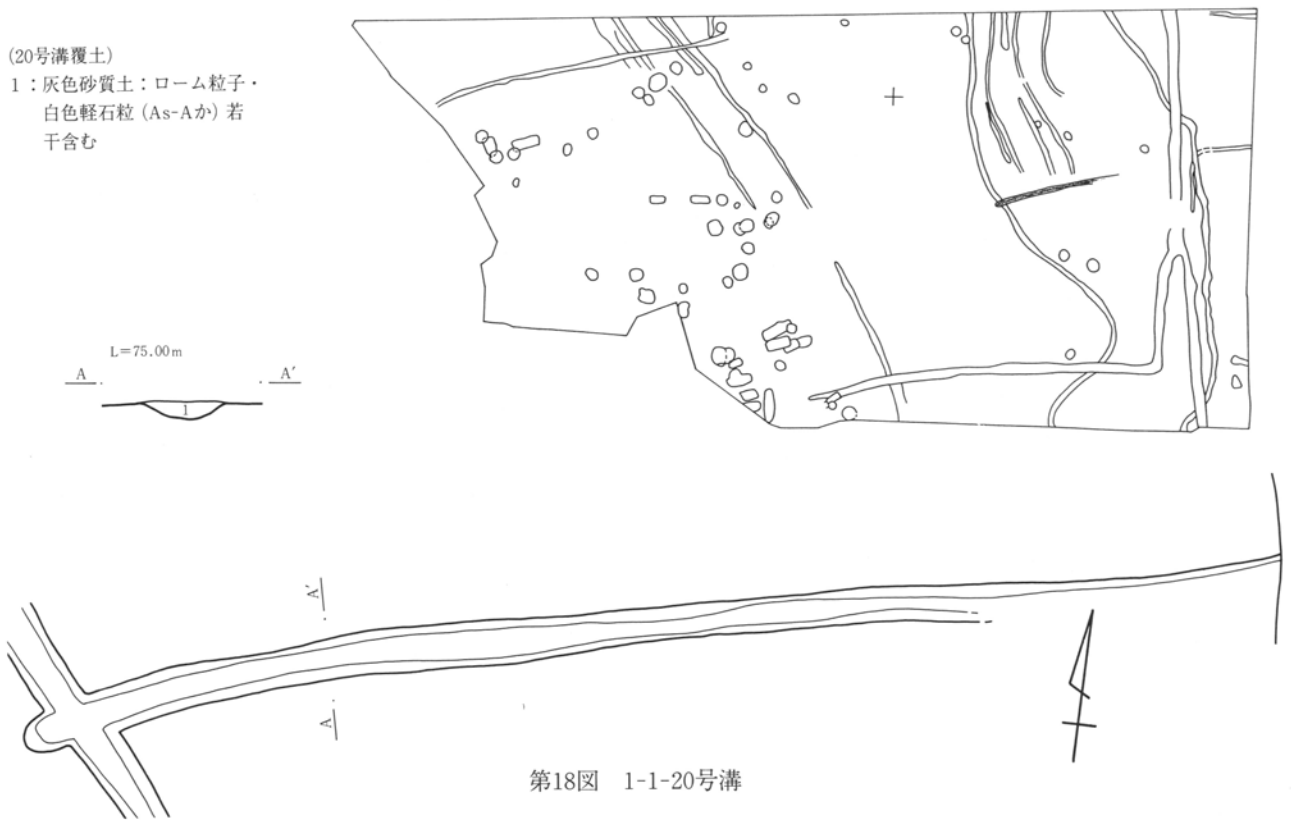 (20号溝覆土)
1：灰色砂質土：ローム粒子・
白色軽石粒 (As-Aか) 若
干含む
L=75.00m
A A′
1
A′
A
第18図 1-1-20号溝